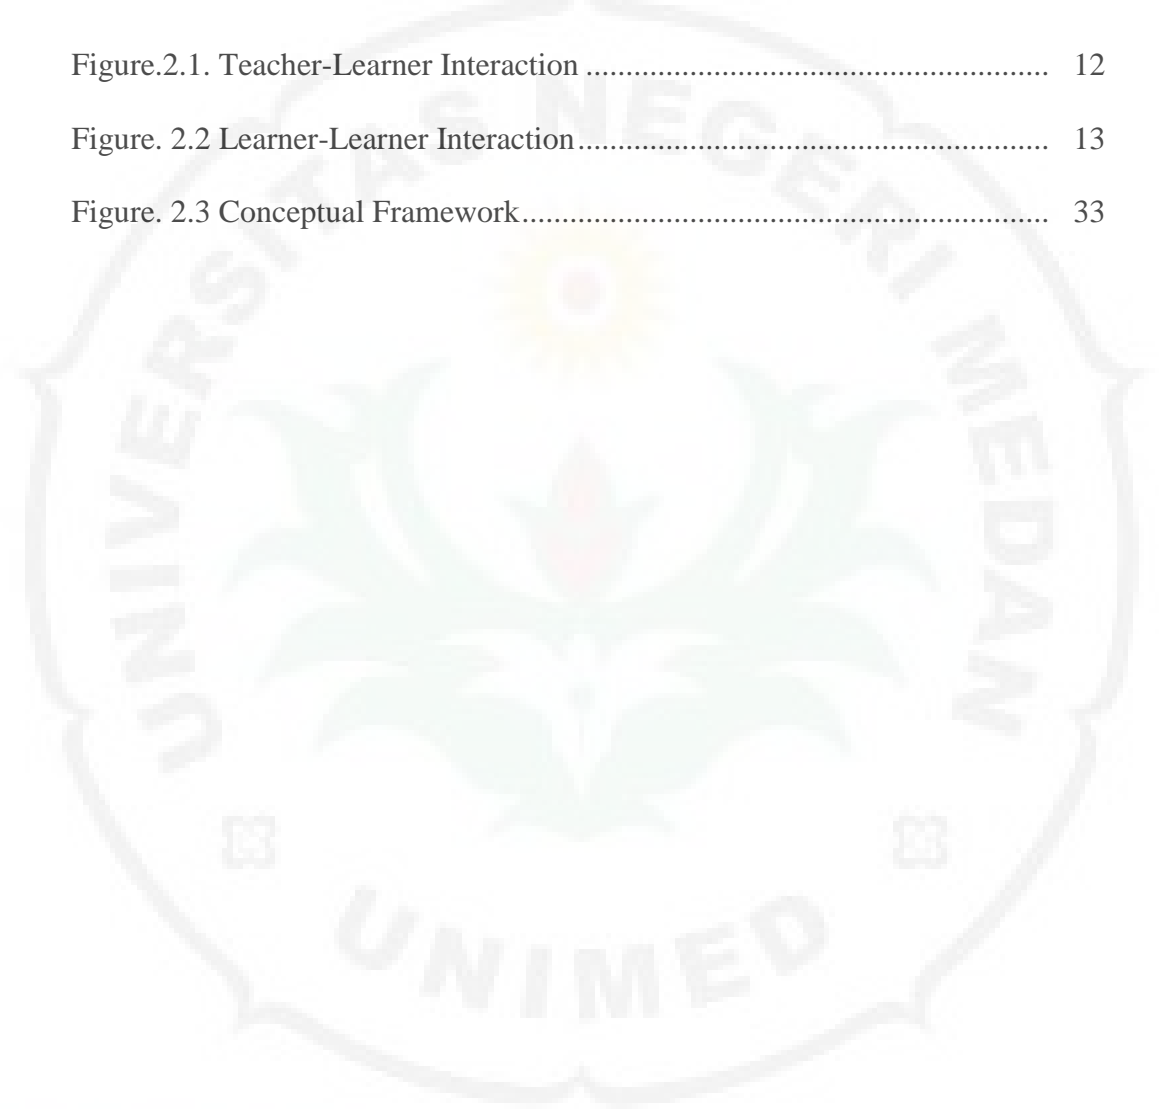 Figure.2.1. Teacher-Learner Interaction .......................................................... 12
Figure. 2.2 Learner-Learner Interaction........................................................... 13
Figure. 2.3 Conceptual Framework.................................................................. 33
UNIVERSITAS NEGERI MEDAN
UNIMED